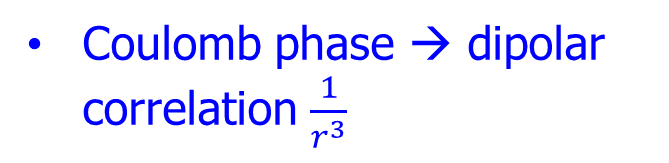 • Coulomb phase → dipolar
correlation 1/r³